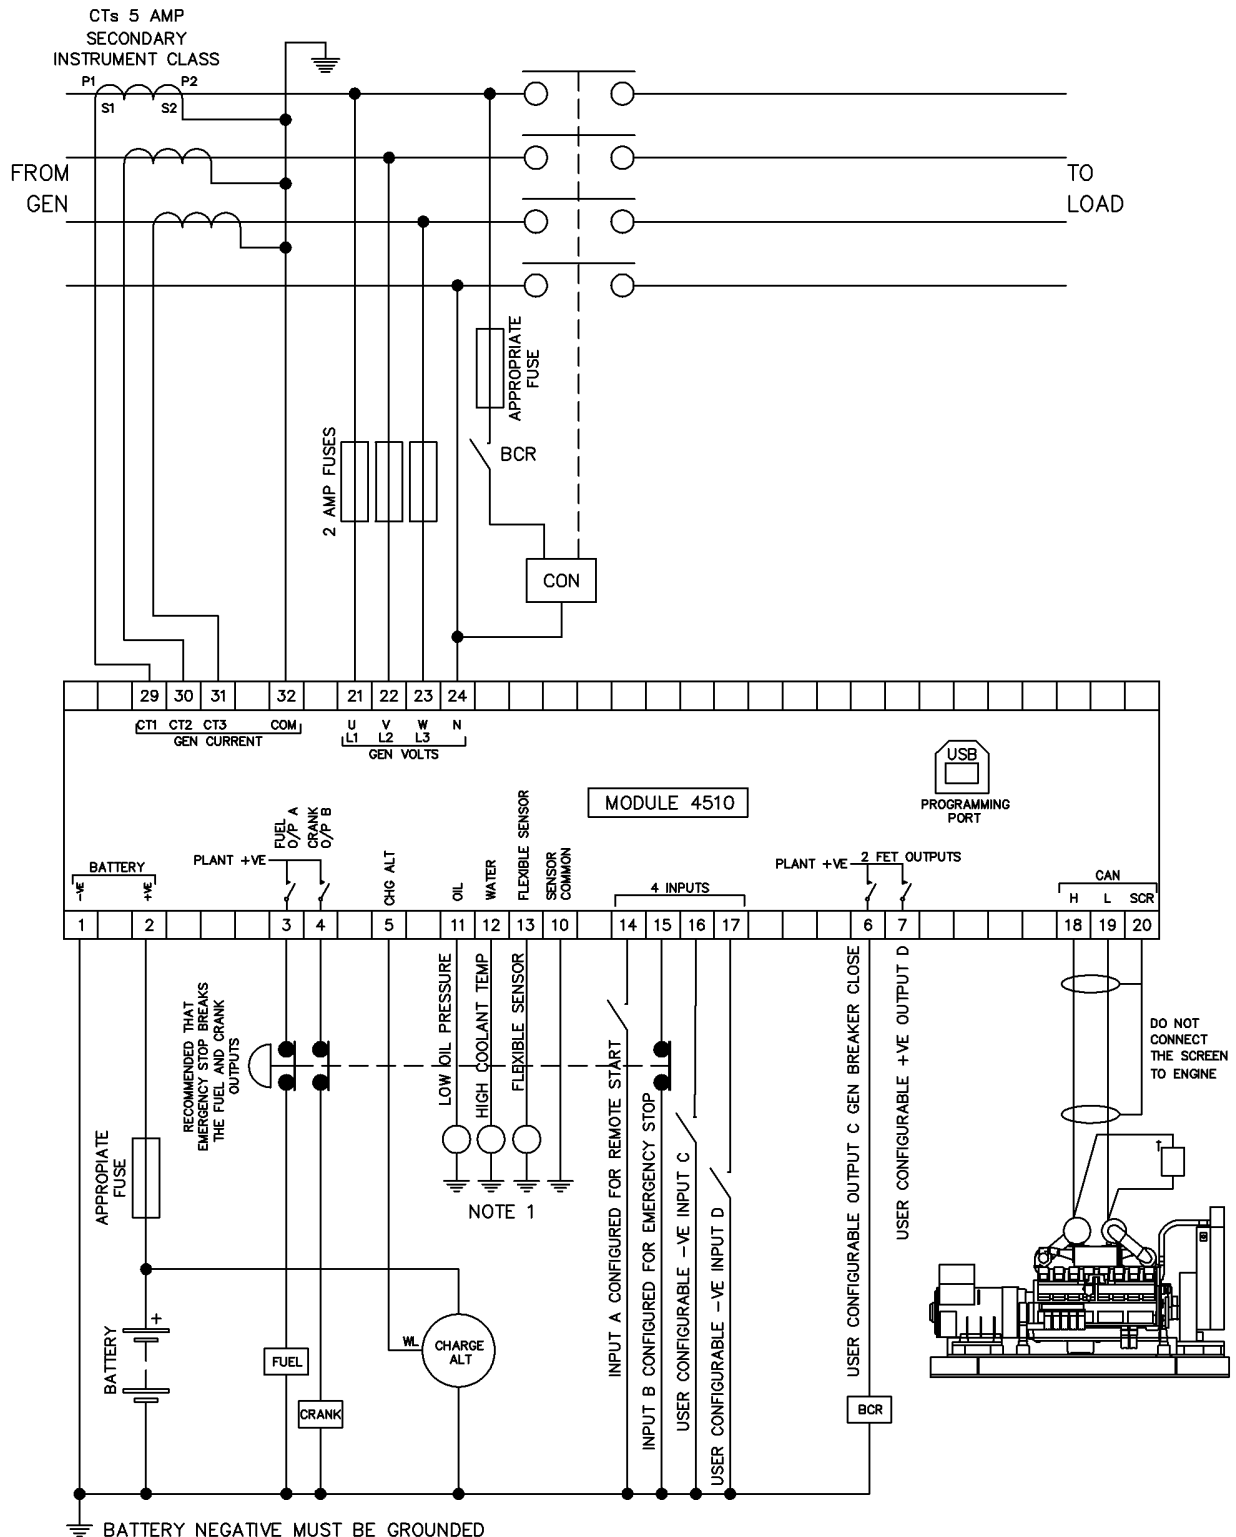 CTs 5 AMP
SECONDARY
INSTRUMENT CLASS
P1
P2
S1
S2
FROM
GEN
TO
LOAD
APPROPRIATE
FUSE
2 AMP FUSES
BCR
CON
29 30 31 32 21 22 23 24
CT1 CT2 CT3 COM
GEN CURRENT
U V W N
L1 L2 L3
GEN VOLTS
USB
PROGRAMMING
PORT
MODULE 4510
BATTERY
-VE
+VE
PLANT +VE
FUEL
O/P A
CRANK
O/P B
CHG ALT
OIL
WATER
FLEXIBLE SENSOR
SENSOR
COMMON
4 INPUTS
PLANT +VE
2 FET OUTPUTS
CAN
H L SCR
1 2 3 4 5 11 12 13 10 14 15 16 17 6 7 18 19 20
RECOMMENDED THAT
EMERGENCY STOP BREAKS
THE FUEL AND CRANK
OUTPUTS
LOW OIL PRESSURE
HIGH COOLANT TEMP
FLEXIBLE SENSOR
NOTE 1
INPUT A CONFIGURED FOR REMOTE START
INPUT B CONFIGURED FOR EMERGENCY STOP
USER CONFIGURABLE -VE INPUT C
USER CONFIGURABLE -VE INPUT D
USER CONFIGURABLE OUTPUT C GEN BREAKER CLOSE
USER CONFIGURABLE +VE OUTPUT D
DO NOT
CONNECT
THE SCREEN
TO ENGINE
t
APPROPIATE
FUSE
BATTERY
+
FUEL
CRANK
WL
CHARGE
ALT
BCR
BATTERY NEGATIVE MUST BE GROUNDED